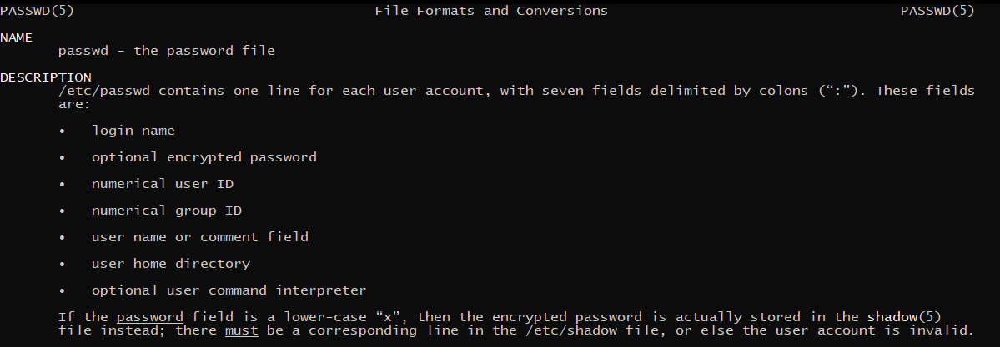 PASSWD(5) File Formats and Conversions PASSWD(5)
NAME
passwd - the password file
DESCRIPTION
/etc/passwd contains one line for each user account, with seven fields delimited by colons (“:”). These fields
are:
• login name
• optional encrypted password
• numerical user ID
• numerical group ID
• user name or comment field
• user home directory
• optional user command interpreter
If the password field is a lower-case “x”, then the encrypted password is actually stored in the shadow(5)
file instead; there must be a corresponding line in the /etc/shadow file, or else the user account is invalid.